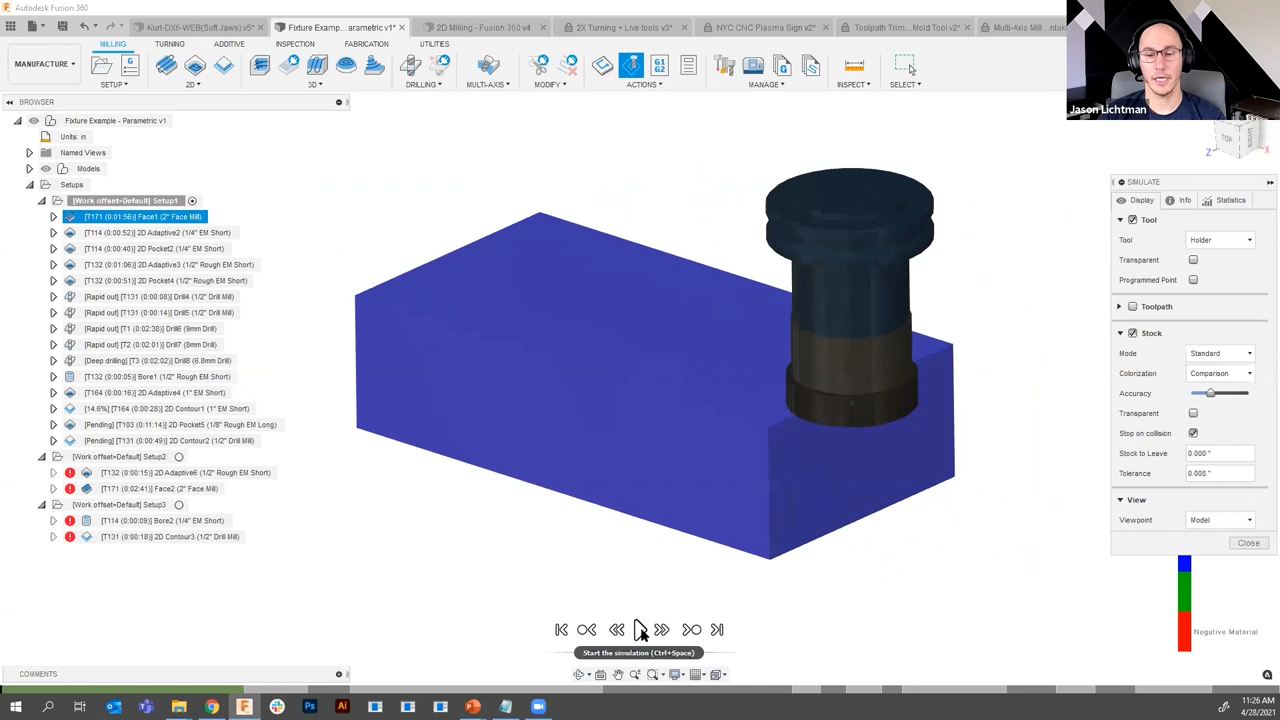 Autodesk Fusion 360
Kurt-DX6-WEB(Soft Jaws) v5*
Fixture Examp...arametric v1*
2D Milling - Fusion 360 v4
2X Turning + Live tools v3*
NYC CNC Plasma Sign v2*
Toolpath Trim...Mold Tool v2*
MILLING TURNING ADDITIVE INSPECTION FABRICATION UTILITIES
MANUFACTURE
SETUP 2D 3D DRILLING MULTI-AXIS MODIFY ACTIONS MANAGE INSPECT SELECT
G1
G2
Jason Lichtman
TOP
Z
X
BROWSER
Fixture Example - Parametric v1
Units: in
Named Views
Models
Setups
[Work offset=Default] Setup1
[T171 (0:01:56)] Face1 (2" Face Mill)
[T114 (0:00:52)] 2D Adaptive2 (1/4" EM Short)
[T114 (0:00:40)] 2D Pocket2 (1/4" EM Short)
[T132 (0:01:06)] 2D Adaptive3 (1/2" Rough EM Short)
[T132 (0:00:51)] 2D Pocket4 (1/2" Rough EM Short)
[Rapid out] [T131 (0:00:08)] Drill4 (1/2" Drill Mill)
[Rapid out] [T131 (0:00:14)] Drill5 (1/2" Drill Mill)
[Rapid out] [T1 (0:02:38)] Drill6 (9mm Drill)
[Rapid out] [T2 (0:02:01)] Drill7 (8mm Drill)
[Deep drilling] [T3 (0:02:02)] Drill8 (6.8mm Drill)
[T132 (0:00:05)] Bore1 (1/2" Rough EM Short)
[T164 (0:00:16)] 2D Adaptive4 (1" EM Short)
[14.6%] [T164 (0:00:28)] 2D Contour1 (1" EM Short)
[Pending] [T103 (0:11:14)] 2D Pocket5 (1/8" Rough EM Long)
[Pending] [T131 (0:00:49)] 2D Contour2 (1/2" Drill Mill)
[Work offset=Default] Setup2
[T132 (0:00:15)] 2D Adaptive6 (1/2" Rough EM Short)
[T171 (0:02:41)] Face2 (2" Face Mill)
[Work offset=Default] Setup3
[T114 (0:00:09)] Bore2 (1/4" EM Short)
[T131 (0:00:18)] 2D Contour3 (1/2" Drill Mill)
SIMULATE
Display Info Statistics
Tool
Tool Holder
Transparent
Programmed Point
Toolpath
Stock
Mode Standard
Colorization Comparison
Accuracy
Transparent
Stop on collision
Stock to Leave 0.000 "
Tolerance 0.006 "
View
Viewpoint Model
Close
Negative Material
Start the simulation (Ctrl+Space)
COMMENTS
11:26 AM
4/28/2021